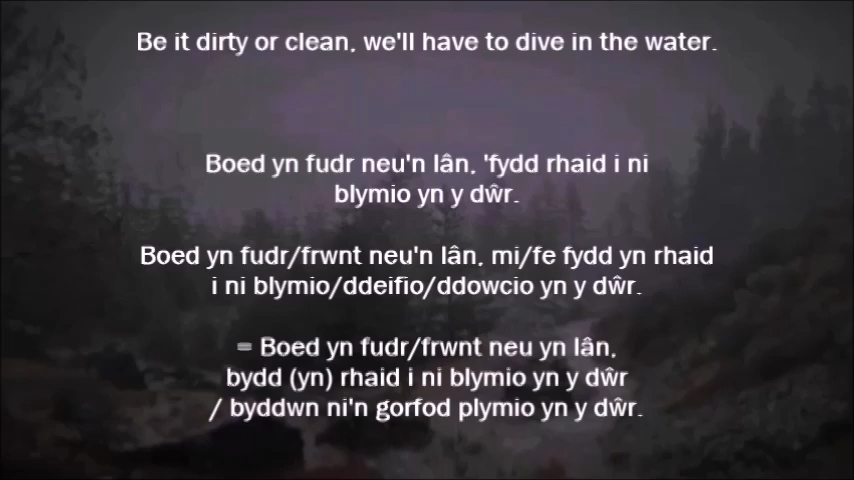 Be it dirty or clean, we'll have to dive in the water.
Boed yn fudr neu'n lân, 'fydd rhaid i ni
blymio yn y dŵr.
Boed yn fudr/frwnt neu'n lân, mi/fe fydd yn rhaid
i ni blymio/ddeifio/ddowcio yn y dŵr.
= Boed yn fudr/frwnt neu yn lân,
bydd (yn) rhaid i ni blymio yn y dŵr
/ byddwn ni'n gorfod plymio yn y dŵr.